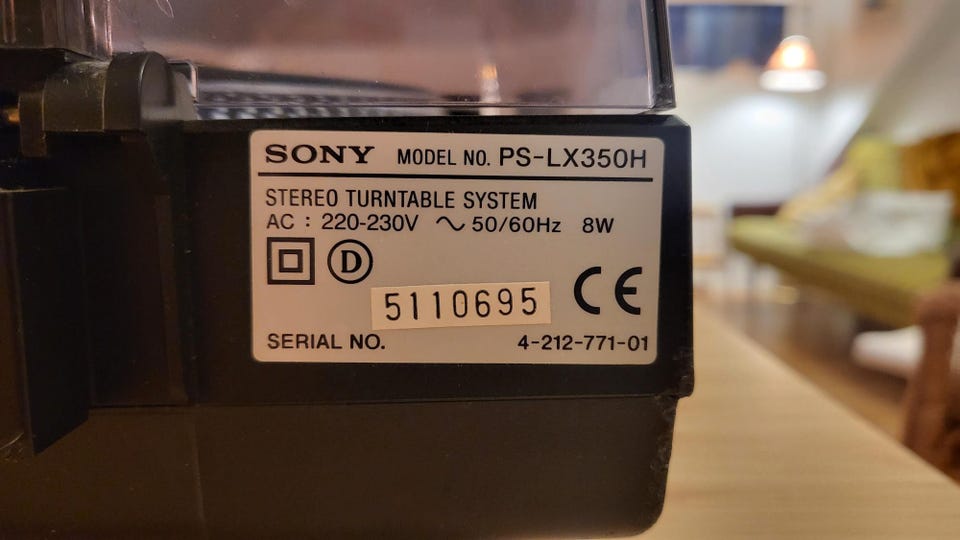 SONY MODEL NO. PS-LX350H
STEREO TURNTABLE SYSTEM
AC : 220-230V ～ 50/60Hz 8W
D CE
5110695
SERIAL NO. 4-212-771-01